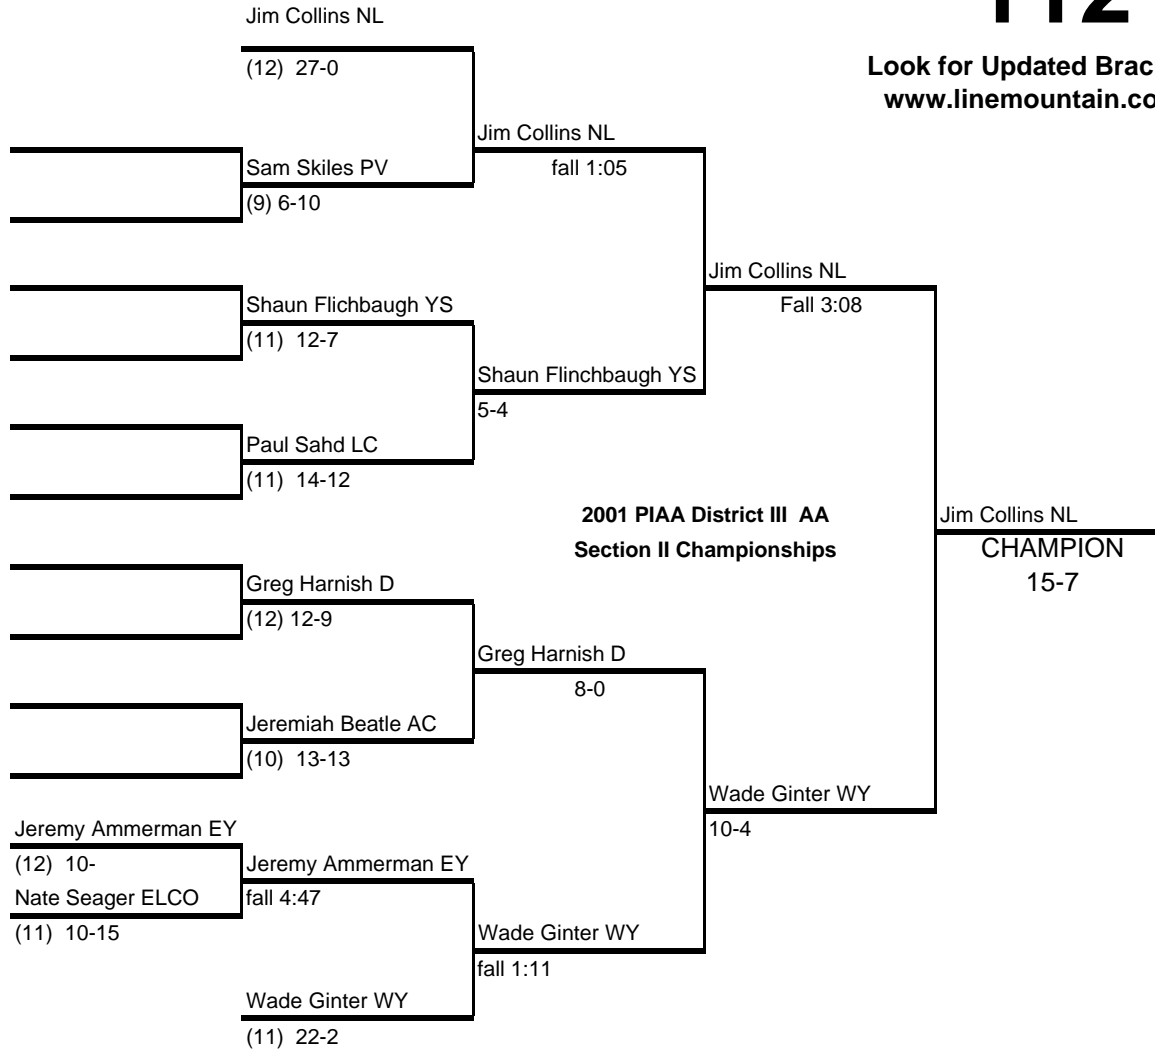 Jim Collins NL
112
(12) 27-0
Look for Updated Brac
www.linemountain.co
Jim Collins NL
Sam Skiles PV
fall 1:05
(9) 6-10
Jim Collins NL
Shaun Flichbaugh YS
Fall 3:08
(11) 12-7
Shaun Flinchbaugh YS
5-4
Paul Sahd LC
(11) 14-12
2001 PIAA District III AA
Section II Championships
Jim Collins NL
CHAMPION
15-7
Greg Harnish D
(12) 12-9
Greg Harnish D
8-0
Jeremiah Beatle AC
(10) 13-13
Wade Ginter WY
10-4
Jeremy Ammerman EY
(12) 10-
Jeremy Ammerman EY
Nate Seager ELCO
fall 4:47
(11) 10-15
Wade Ginter WY
fall 1:11
Wade Ginter WY
(11) 22-2